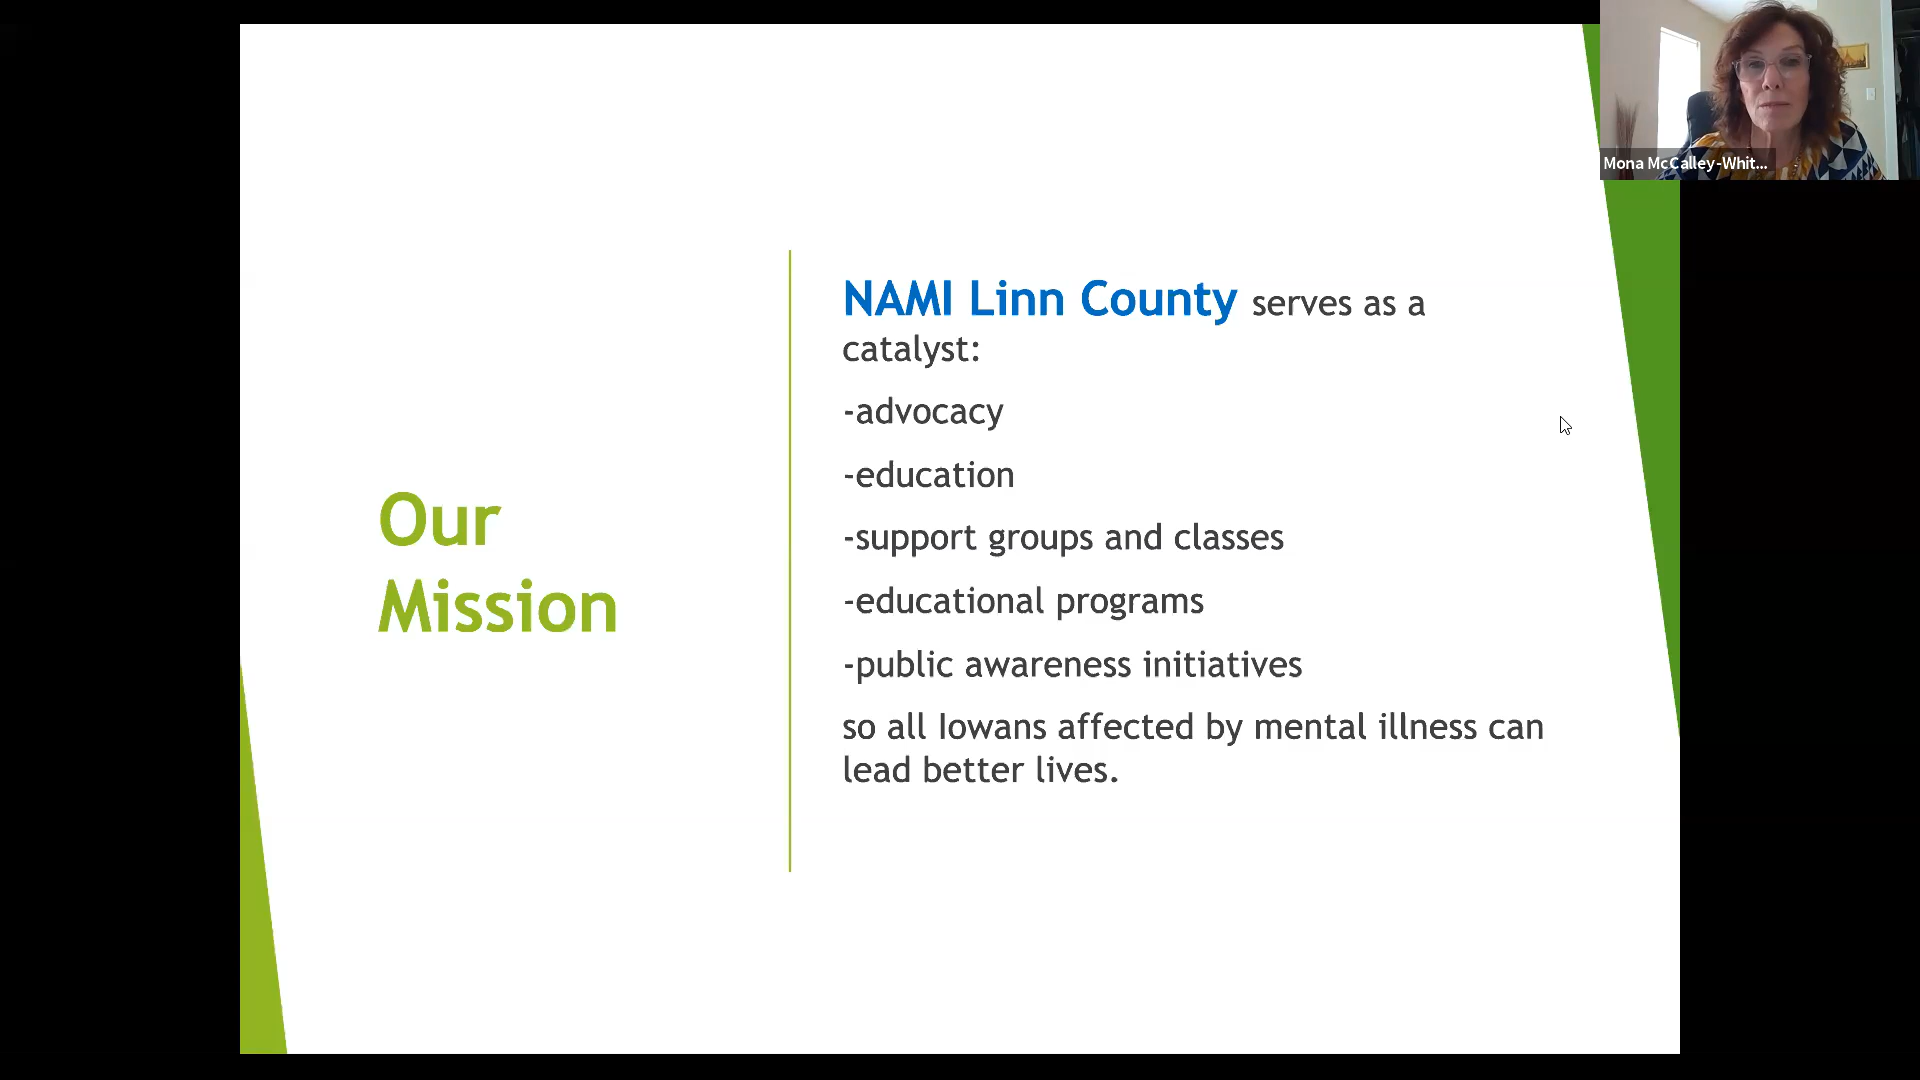 Mona McCalley-Whit...
Our
Mission
NAMI Linn County serves as a
catalyst:
-advocacy
-education
-support groups and classes
-educational programs
-public awareness initiatives
so all Iowans affected by mental illness can
lead better lives.